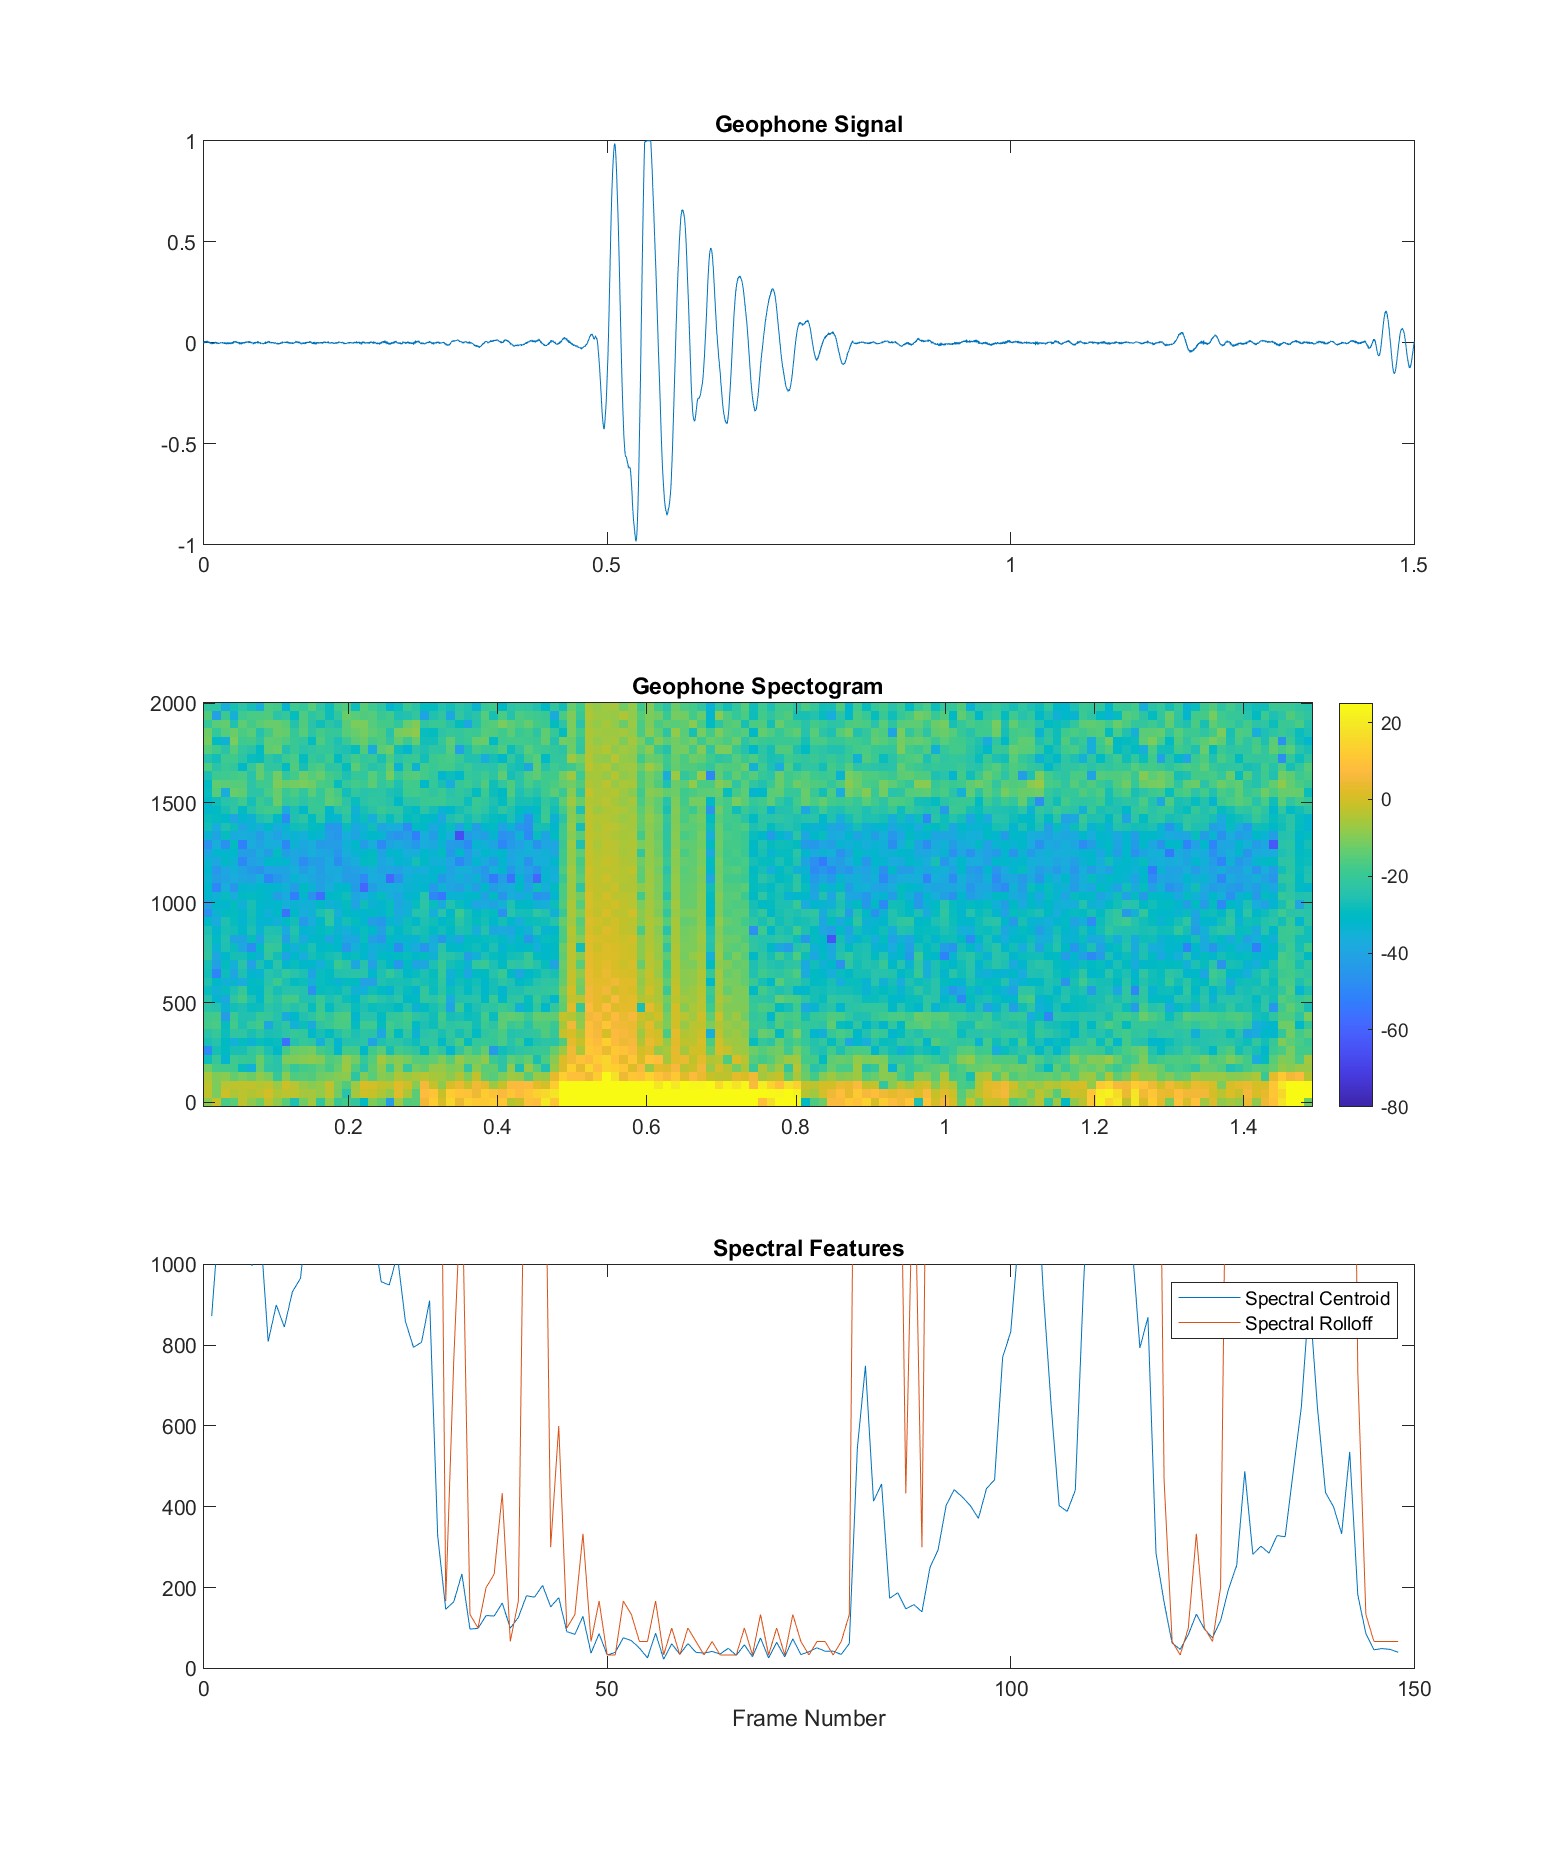 Geophone Signal
1
0.5
0
-0.5
-1
0 0.5 1 1.5
Geophone Spectogram
2000
1500
1000
500
0
20
0
-20
-40
-60
-80
0.2 0.4 0.6 0.8 1 1.2 1.4
Spectral Features
1000
800
600
400
200
0
Spectral Centroid
Spectral Rolloff
0 50 100 150
Frame Number